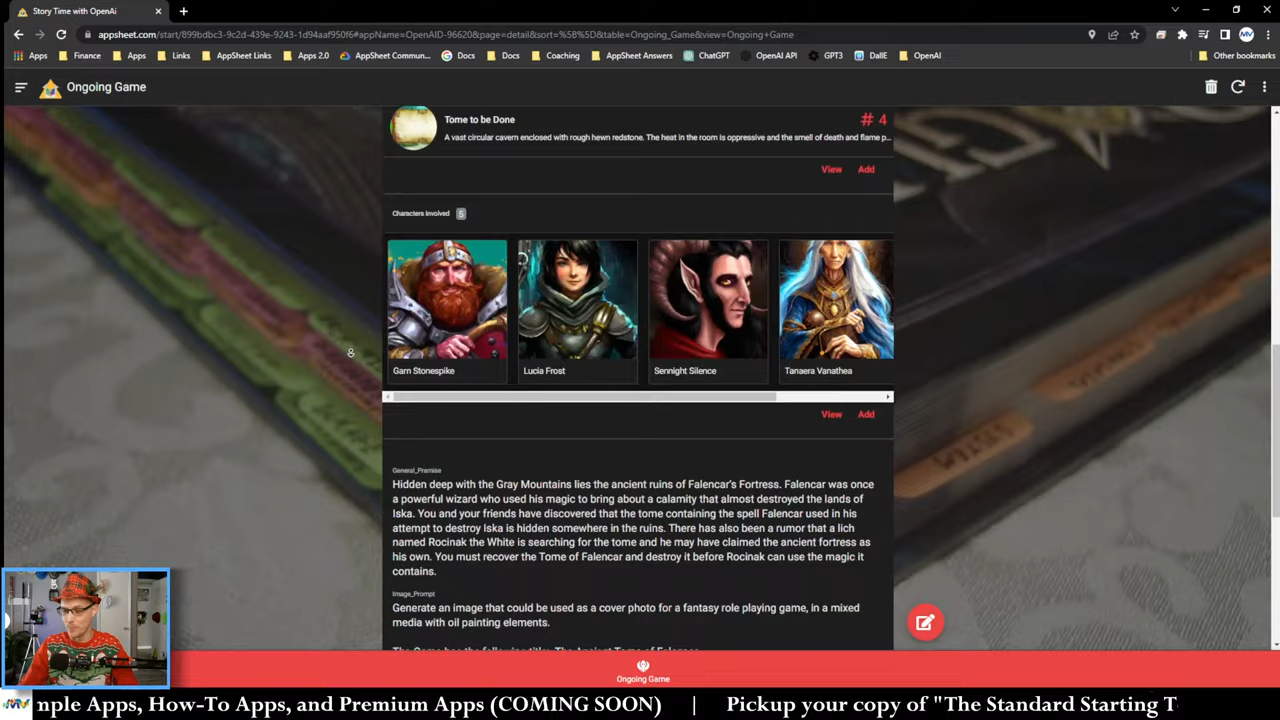 Story Time with OpenAi
appsheet.com/start/899bdbc3-9c2d-439e-9243-1d94aaf950f6#appName=OpenAID-96620&page=detail&sort=%5B%5D&table=Ongoing_Game&view=Ongoing+Game
Apps Finance Apps Links AppSheet Links Apps 2.0 AppSheet Commun... Docs Docs Coaching AppSheet Answers ChatGPT OpenAI API GPT3 DallE OpenAI Other bookmarks
Ongoing Game
Tome to be Done # 4
A vast circular cavern enclosed with rough hewn redstone. The heat in the room is oppressive and the smell of death and flame p...
View Add
Characters Involved 5
Garn Stonespike Lucia Frost Sennight Silence Tanaera Vanathea
View Add
General_Premise
Hidden deep with the Gray Mountains lies the ancient ruins of Falencar's Fortress. Falencar was once
a powerful wizard who used his magic to bring about a calamity that almost destroyed the lands of
Iska. You and your friends have discovered that the tome containing the spell Falencar used in his
attempt to destroy Iska is hidden somewhere in the ruins. There has also been a rumor that a lich
named Rocinak the White is searching for the tome and he may have claimed the ancient fortress as
his own. You must recover the Tome of Falencar and destroy it before Rocinak can use the magic it
contains.
Image_Prompt
Generate an image that could be used as a cover photo for a fantasy role playing game, in a mixed
media with oil painting elements.
The Game has the following title: The Ancient Tome of Falencar
Ongoing Game
MV nple Apps, How-To Apps, and Premium Apps (COMING SOON) | Pickup your copy of "The Standard Starting T